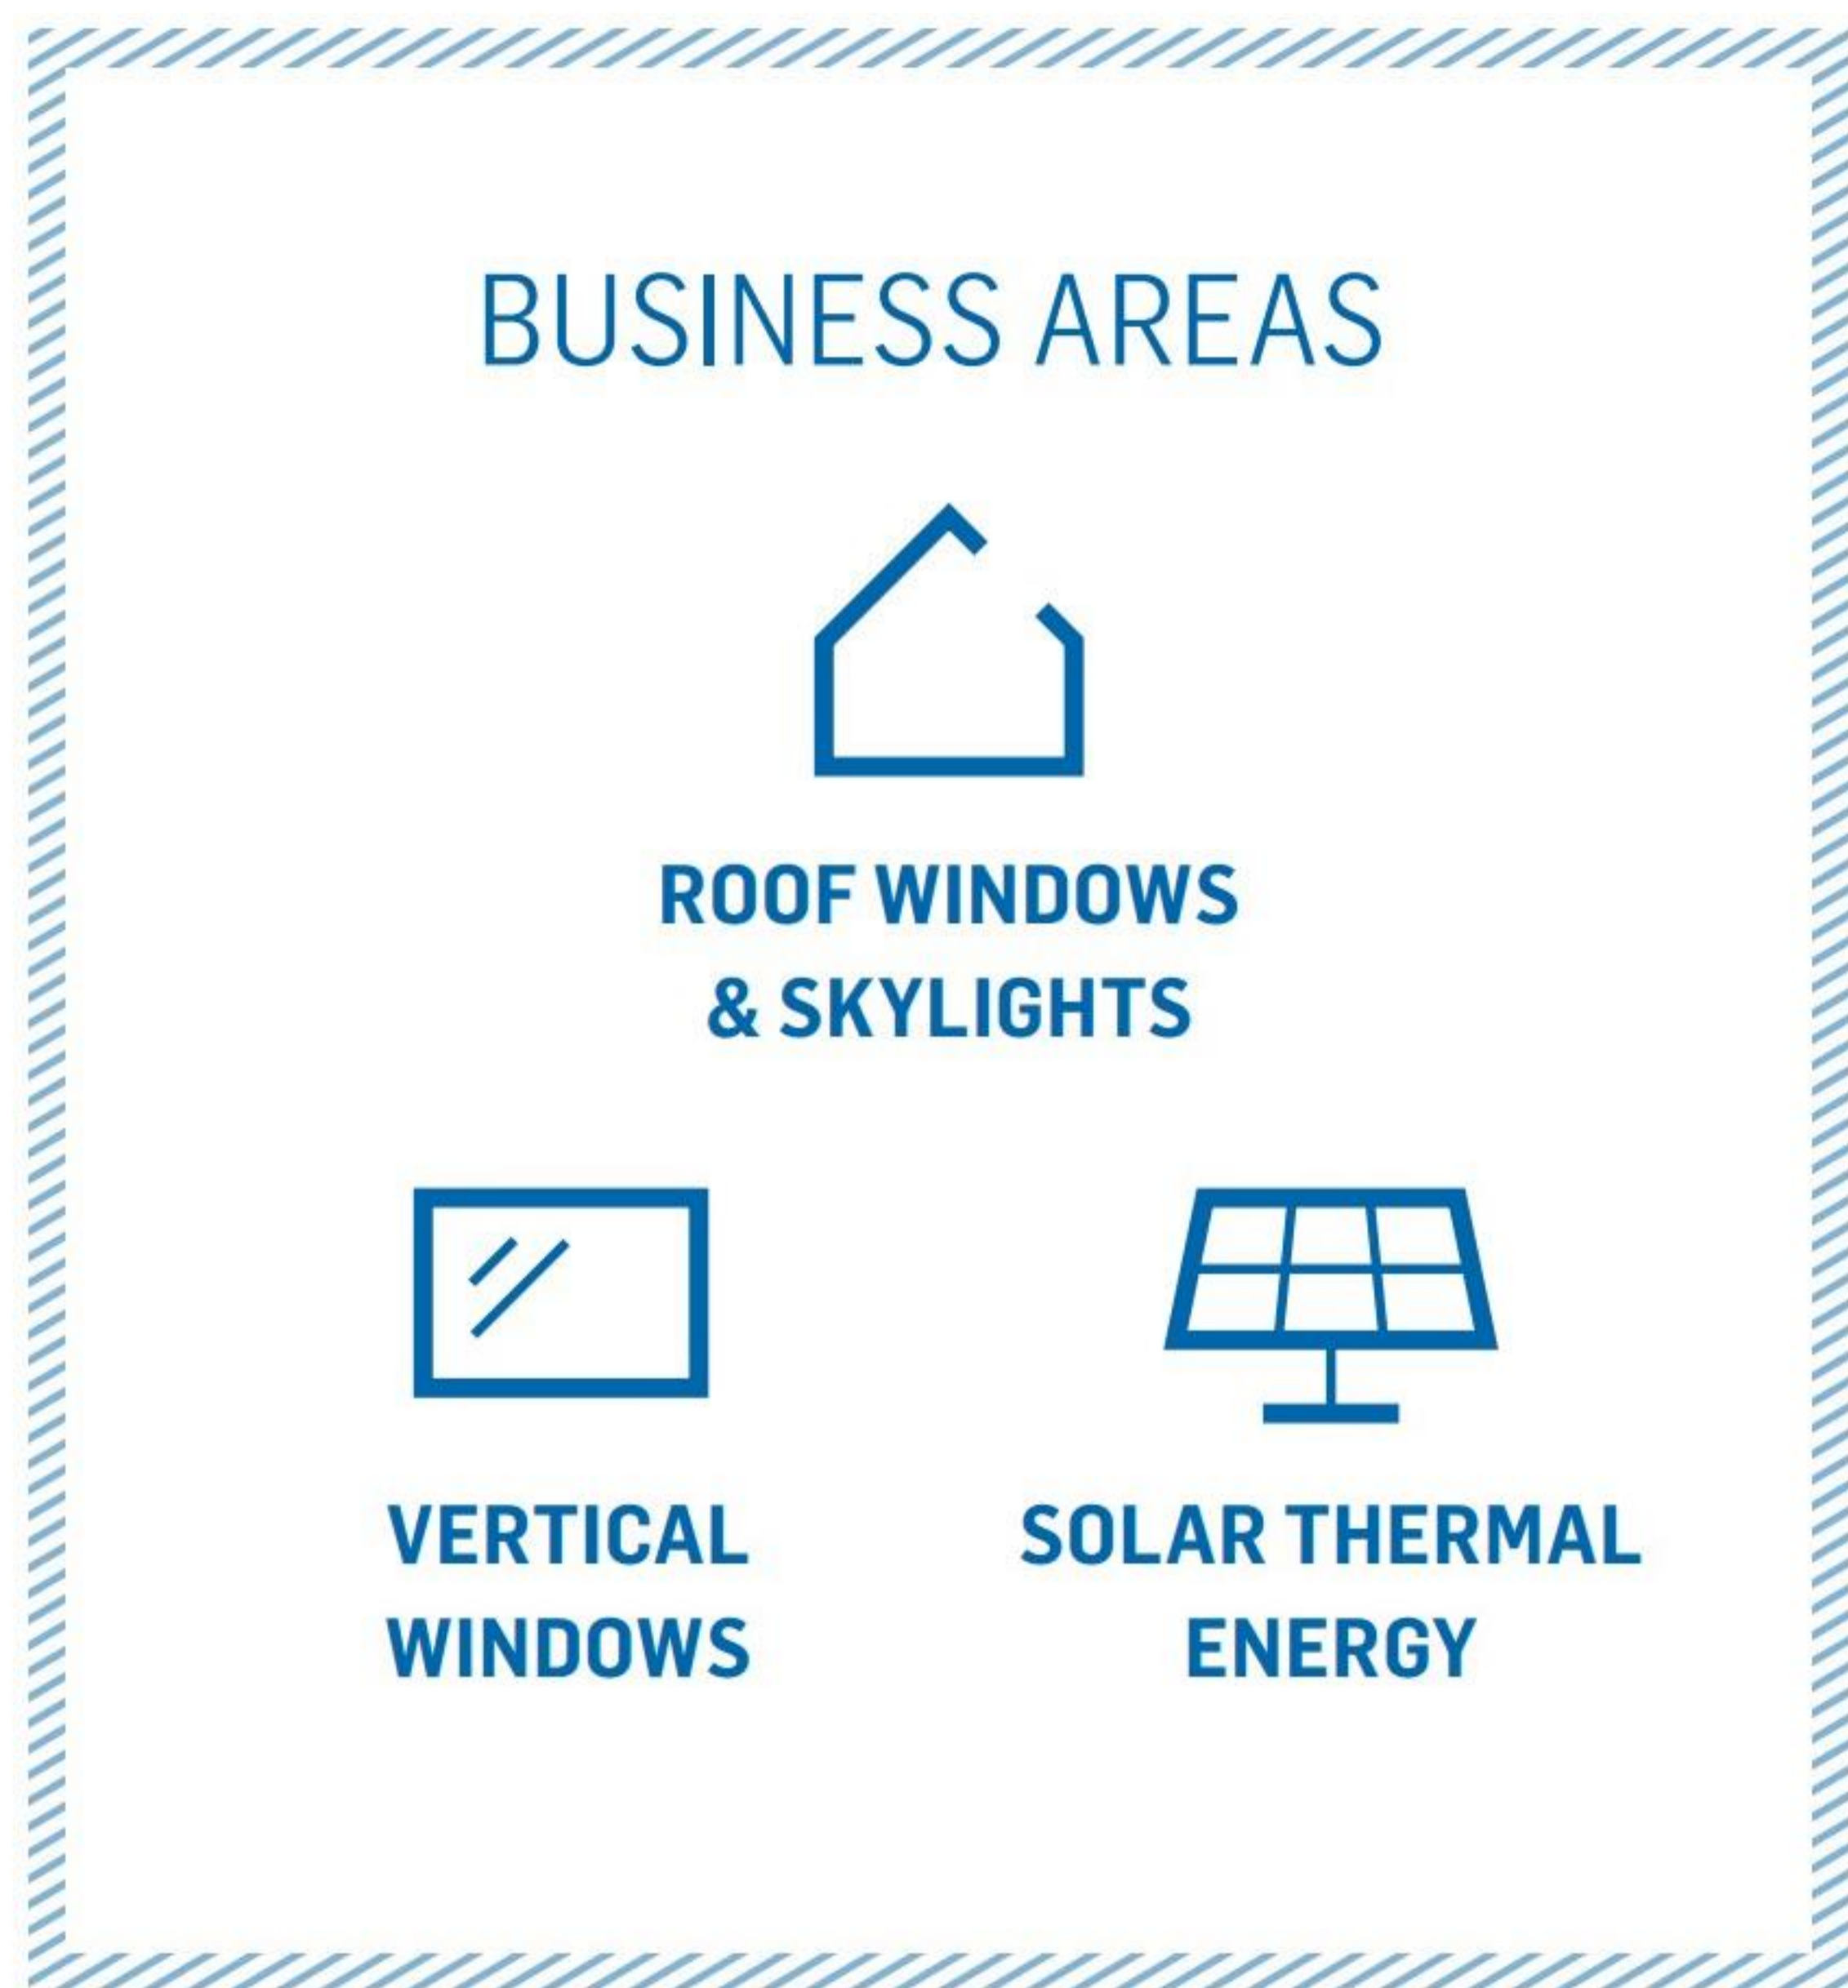 BUSINESS AREAS
ROOF WINDOWS
& SKYLIGHTS
VERTICAL
WINDOWS
SOLAR THERMAL
ENERGY